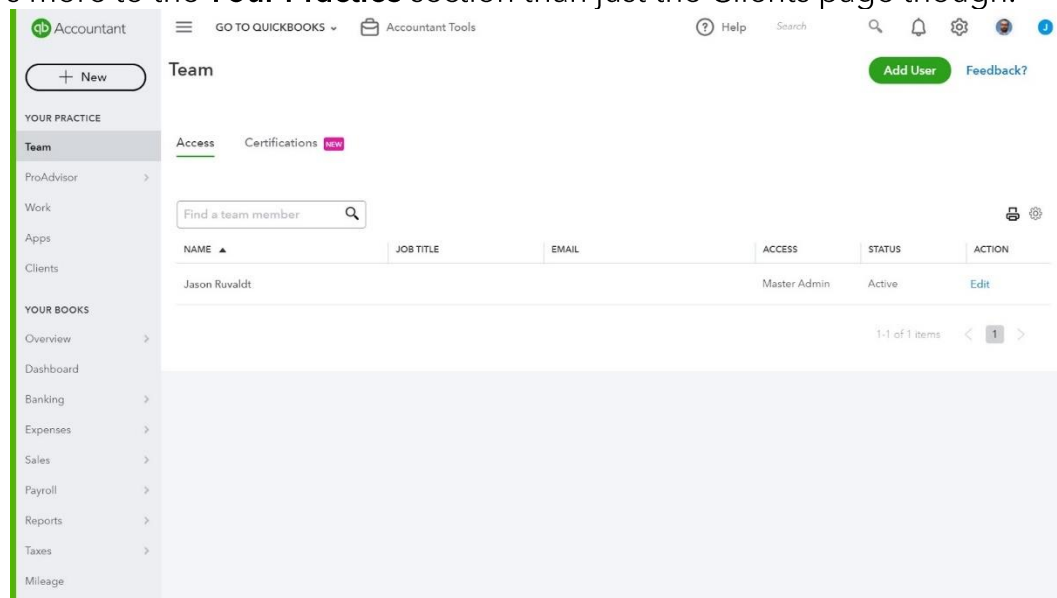 more to the Your Practice section than just the Clients page though.
qb Accountant
GO TO QUICKBOOKS
Accountant Tools
? Help
Search
J
+ New
Team
Add User
Feedback?
YOUR PRACTICE
Team
ProAdvisor
Work
Apps
Clients
YOUR BOOKS
Overview
Dashboard
Banking
Expenses
Sales
Payroll
Reports
Taxes
Mileage
Access
Certifications NEW
Find a team member
NAME JOB TITLE EMAIL ACCESS STATUS ACTION
Jason Ruvaldt Master Admin Active Edit
1-1 of 1 items < 1 >